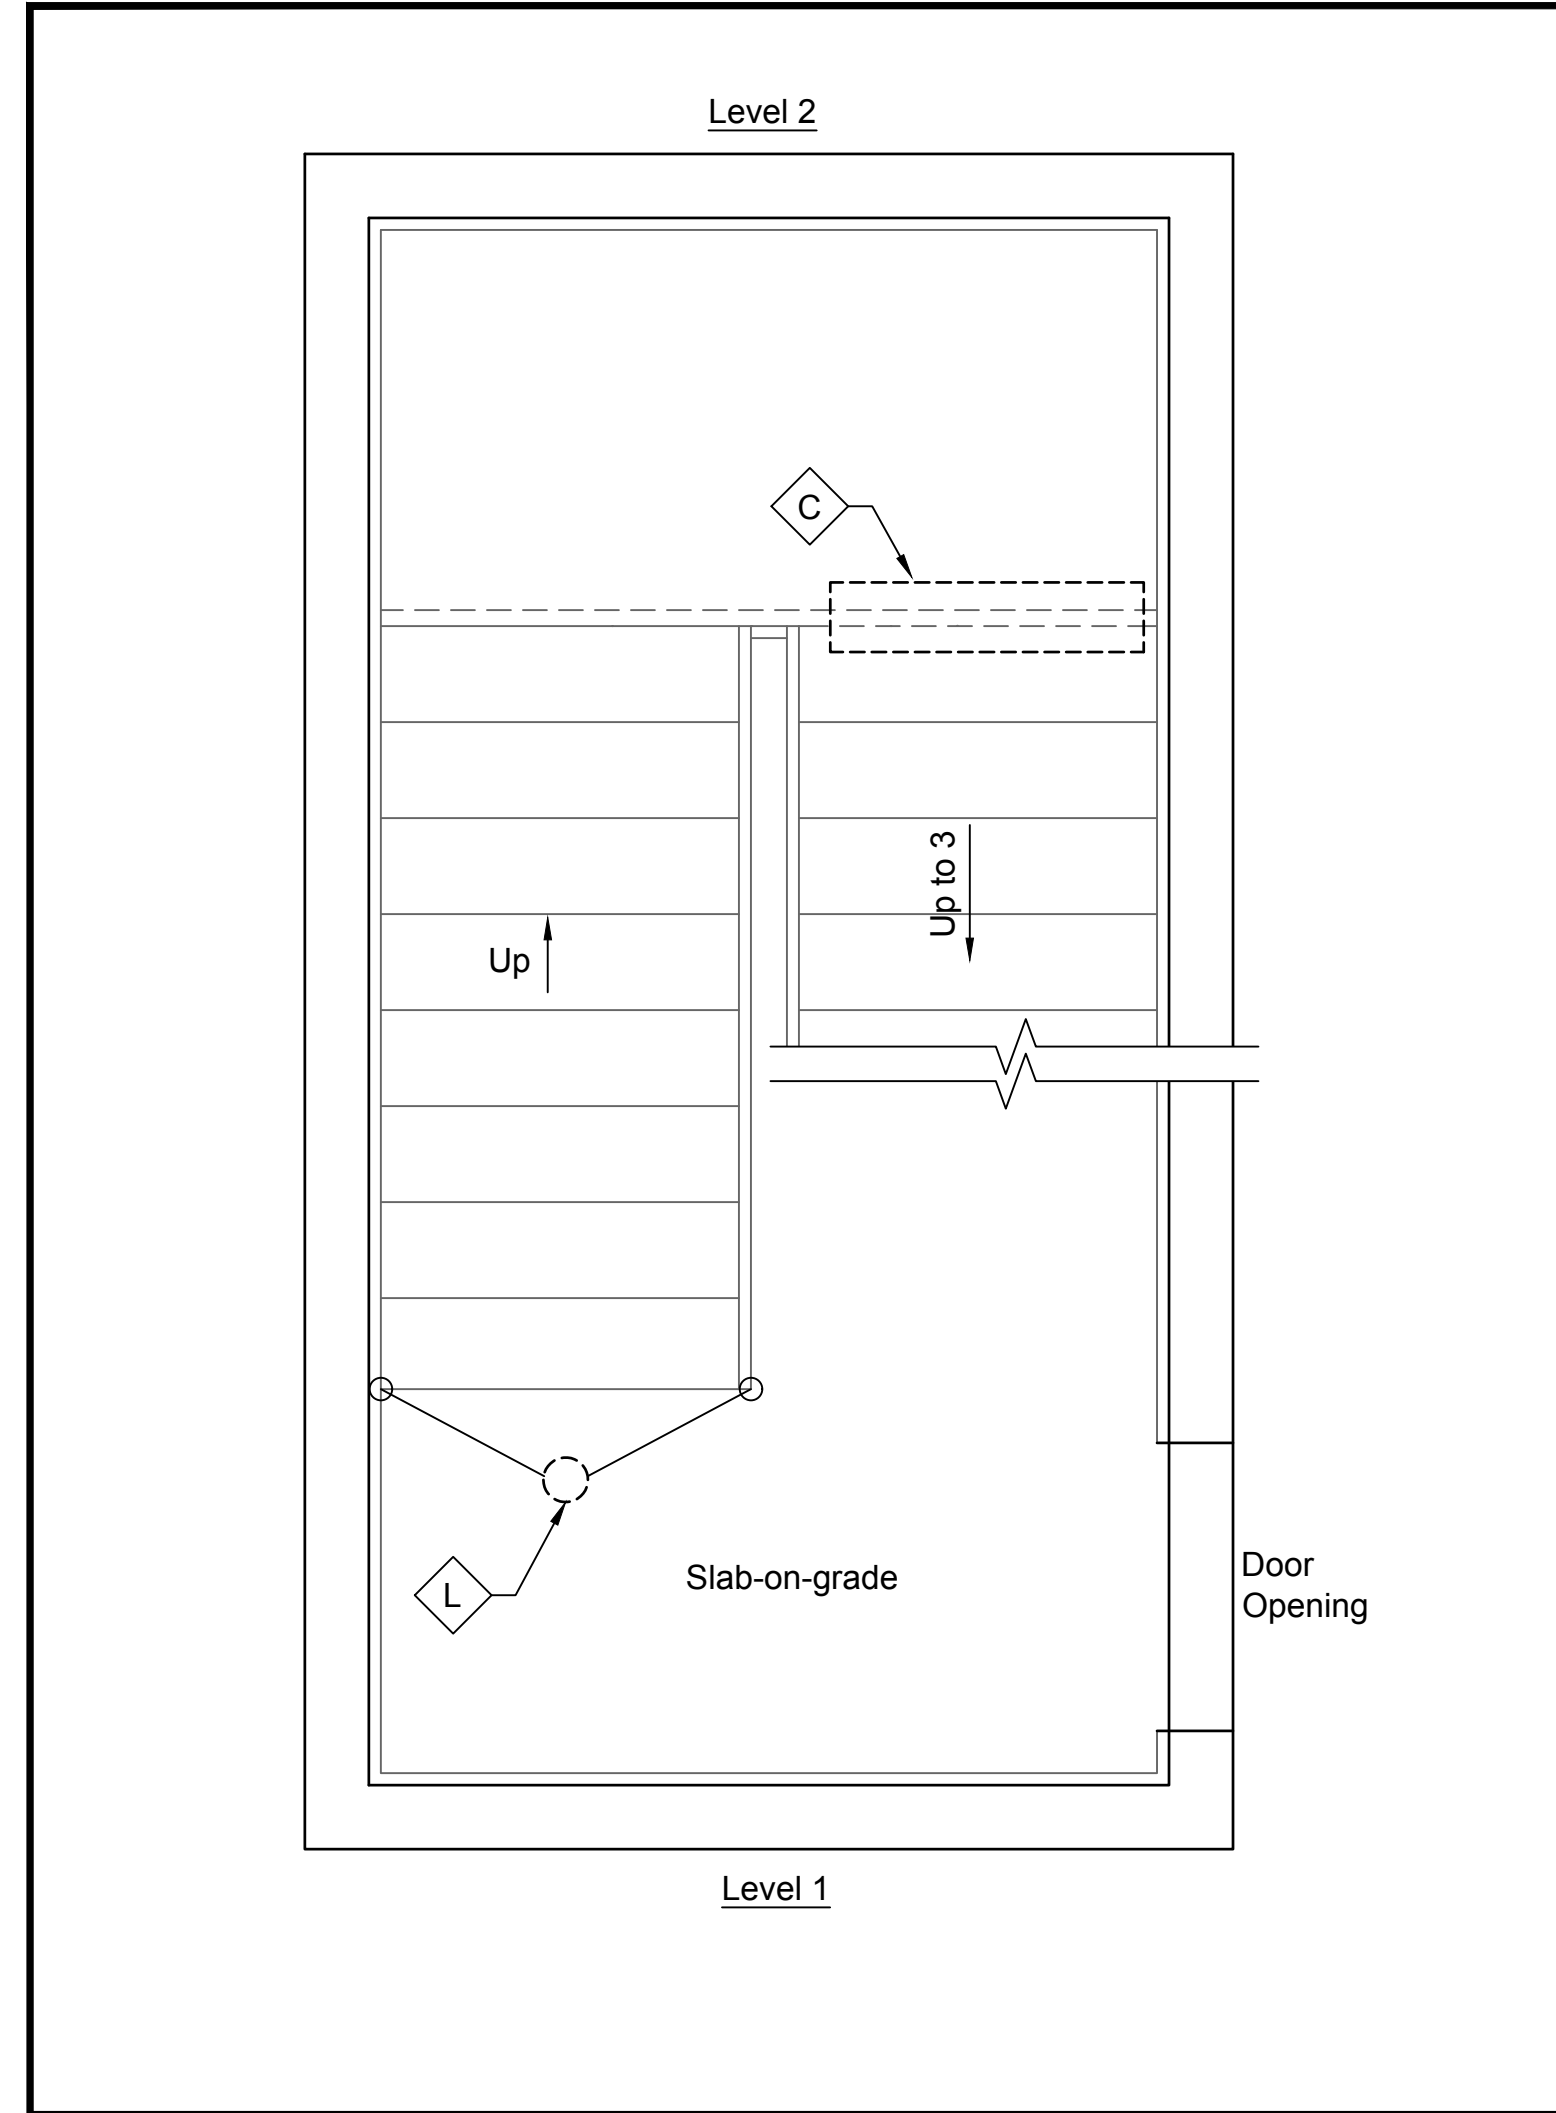 Level 2
C
Up to 3
Up
Slab-on-grade
Door
Opening
L
Level 1